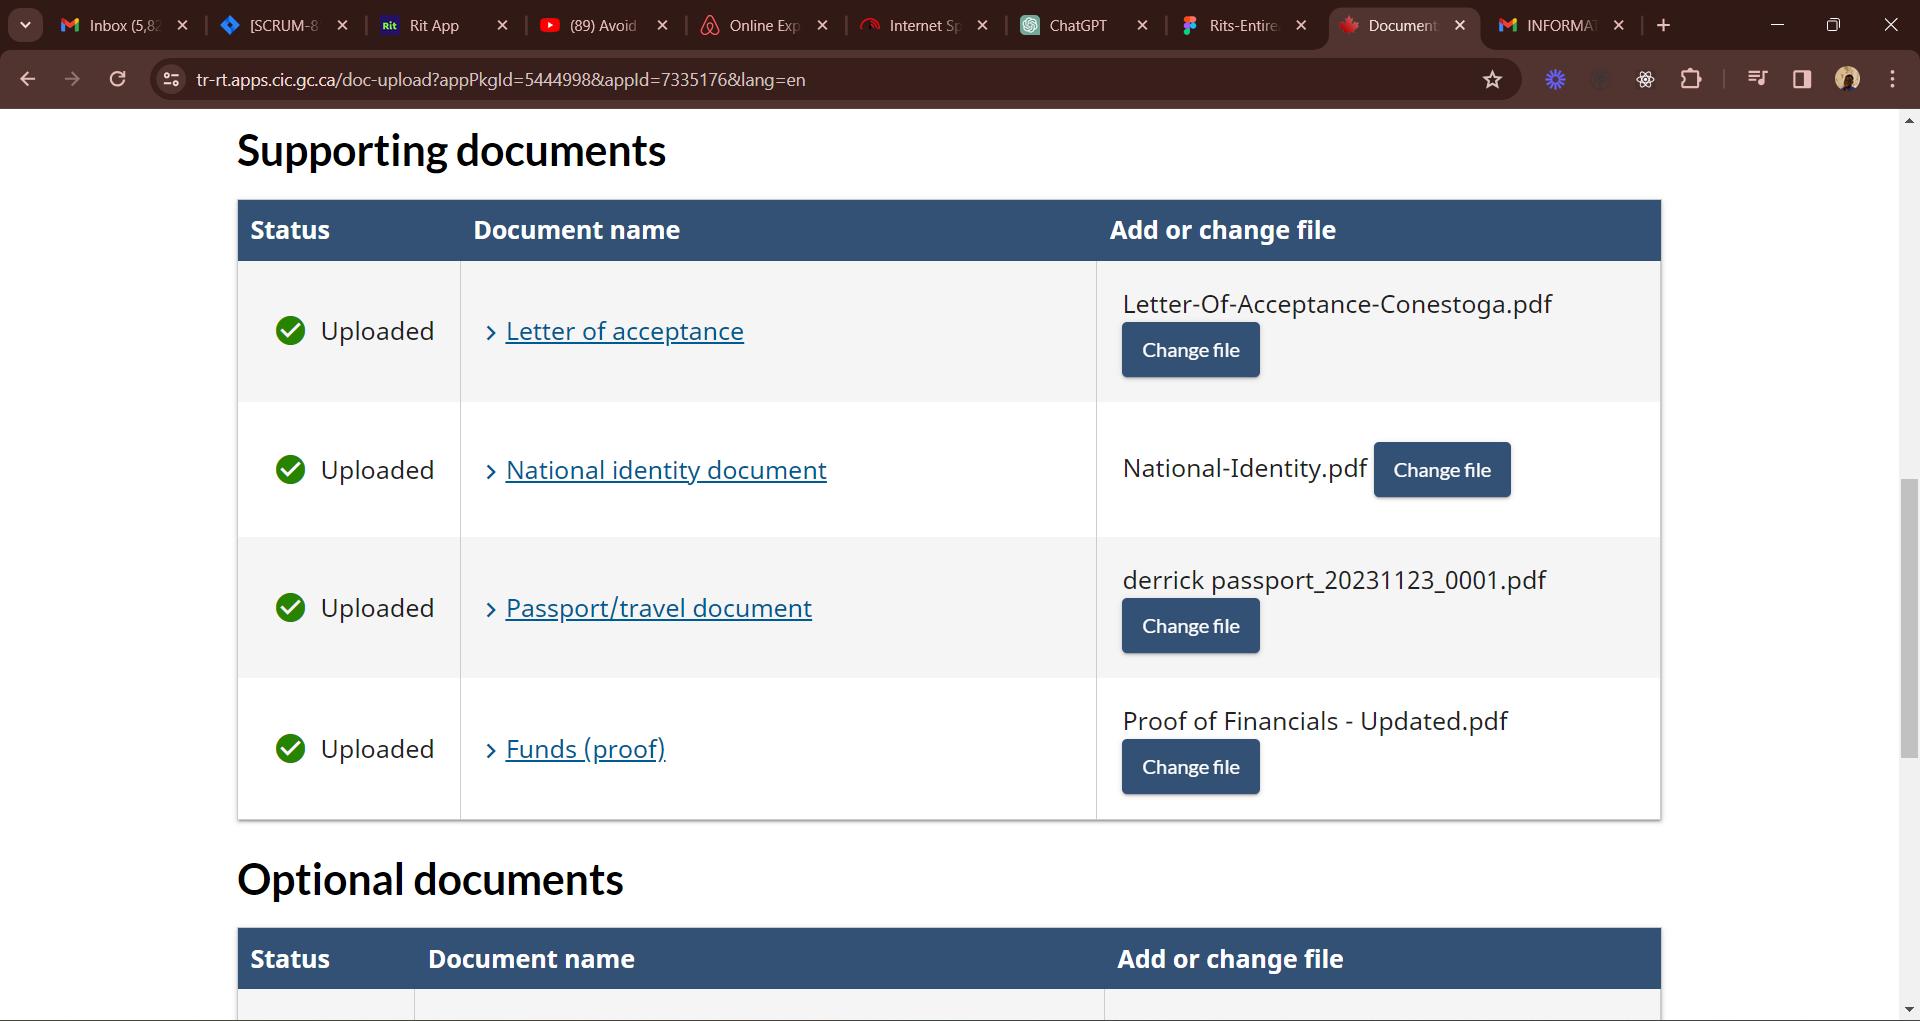 Inbox (5,82
[SCRUM-8
Rit
Rit App
(89) Avoid
Online Exp
Internet Sp
ChatGPT
Rits-Entire
Document
INFORMAT
tr-rt.apps.cic.gc.ca/doc-upload?appPkgId=5444998&appId=7335176&lang=en
Supporting documents
Status Document name Add or change file
Uploaded Letter of acceptance Letter-Of-Acceptance-Conestoga.pdf
Change file
Uploaded National identity document National-Identity.pdf Change file
Uploaded Passport/travel document derrick passport_20231123_0001.pdf
Change file
Uploaded Funds (proof) Proof of Financials - Updated.pdf
Change file
Optional documents
Status Document name Add or change file